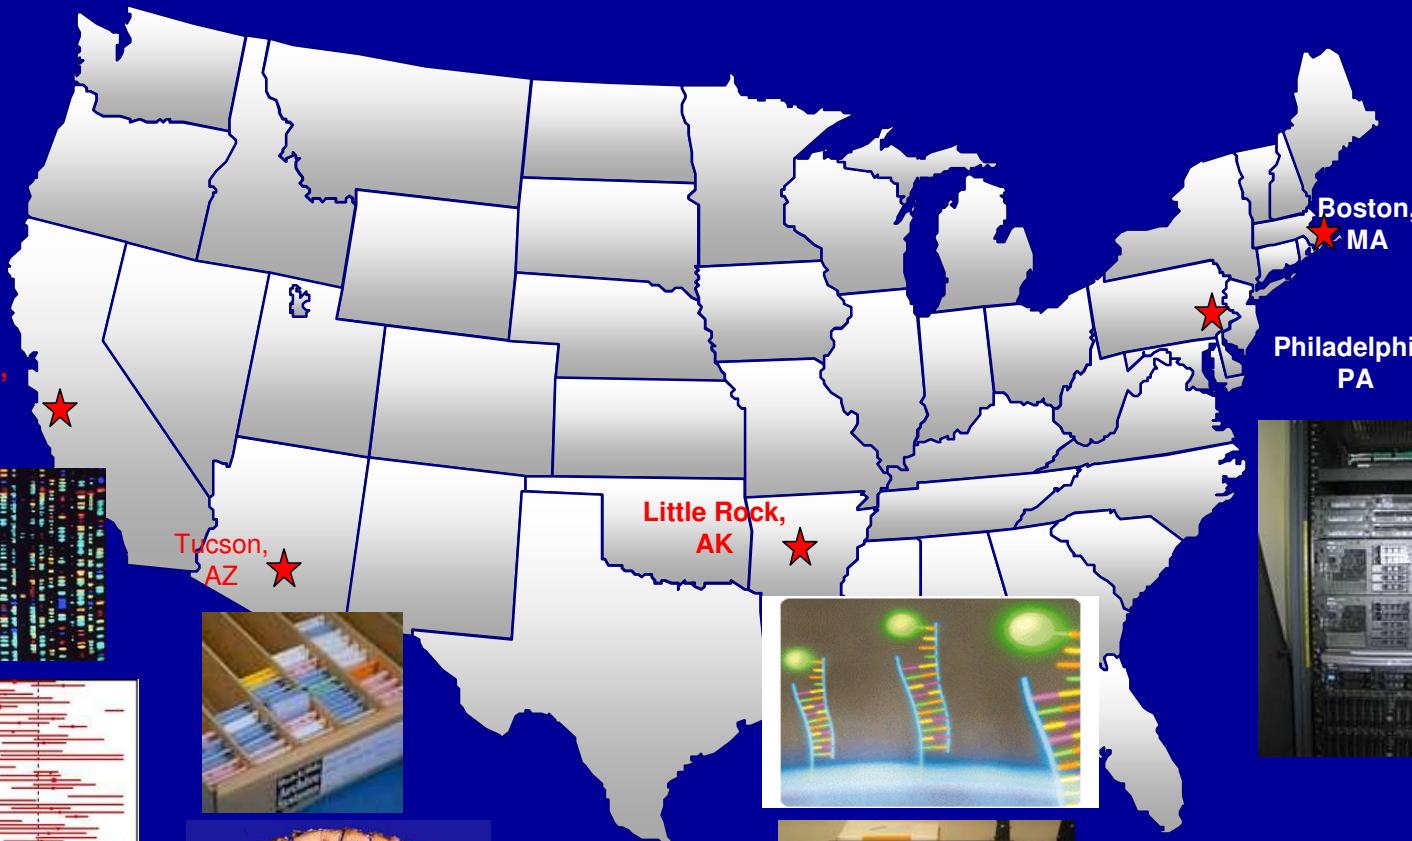 Boston,
MA
Philadelphi
PA
,
Little Rock,
AK
Tucson,
AZ